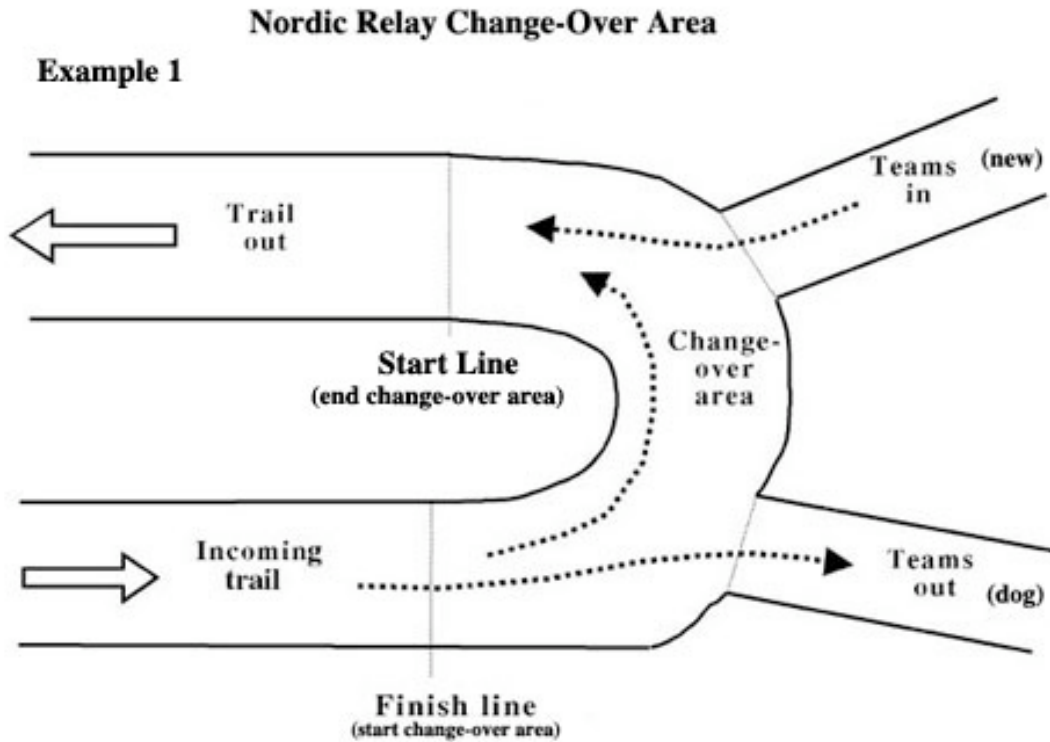 Nordic Relay Change-Over Area
Example 1
Teams (new)
in
Trail
out
Change-
over
area
Start Line
(end change-over area)
Incoming
trail
Teams
out (dog)
Finish line
(start change-over area)